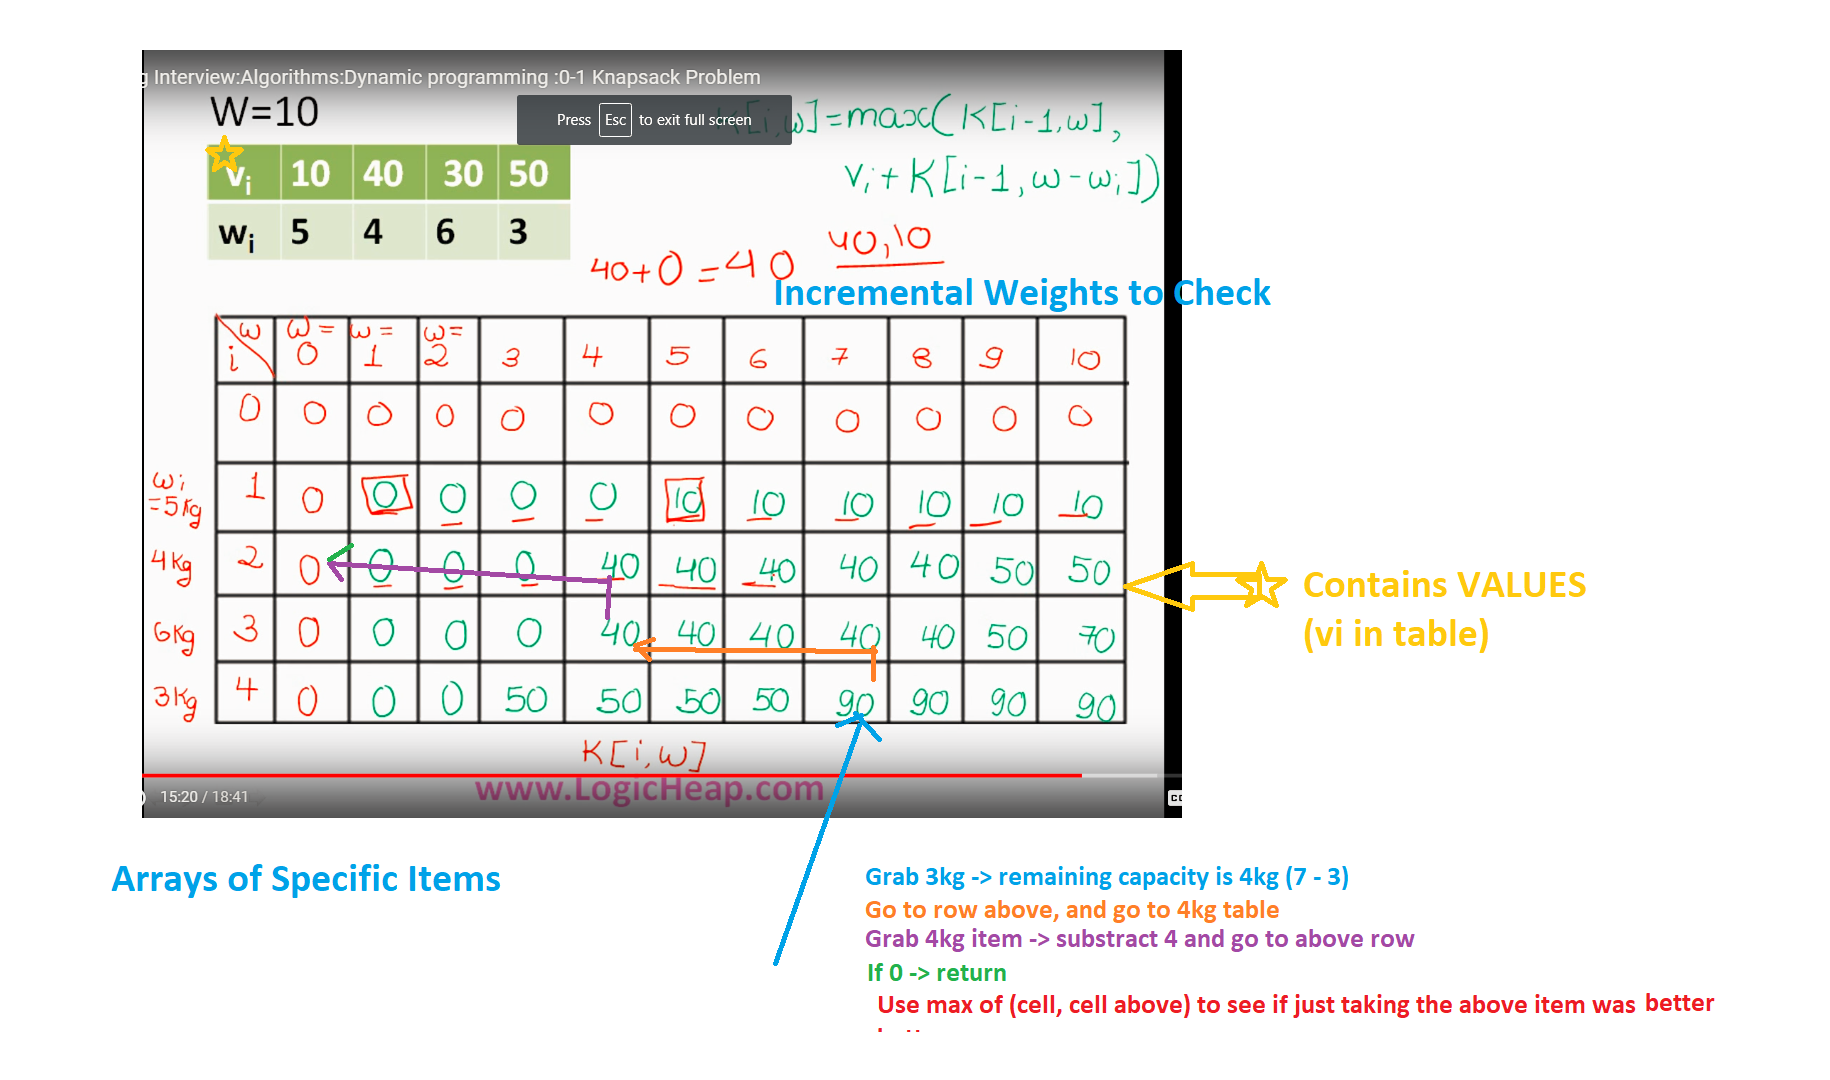 g Interview:Algorithms:Dynamic programming :0-1 Knapsack Problem
W=10
Press Esc to exit full screen
K[i,w]=max(K[i-1,w],
vi+K[i-1,w-wi])
vi 10 40 30 50
wi 5 4 6 3
40+0=40 40,10
Incremental Weights to Check
w i w=0 w=1 w=2 3 4 5 6 7 8 9 10
0 0 0 0 0 0 0 0 0 0 0 0
wi=5kg 1 0 0 0 0 0 10 10 10 10 10 10
4kg 2 0 0 0 0 40 40 40 40 40 50 50
6kg 3 0 0 0 0 40 40 40 40 40 50 70
3kg 4 0 0 0 50 50 50 50 90 90 90 90
Contains VALUES
(vi in table)
K[i,w]
www.LogicHeap.com
15:20 / 18:41
Arrays of Specific Items
Grab 3kg -> remaining capacity is 4kg (7 - 3)
Go to row above, and go to 4kg table
Grab 4kg item -> substract 4 and go to above row
If 0 -> return
Use max of (cell, cell above) to see if just taking the above item was better